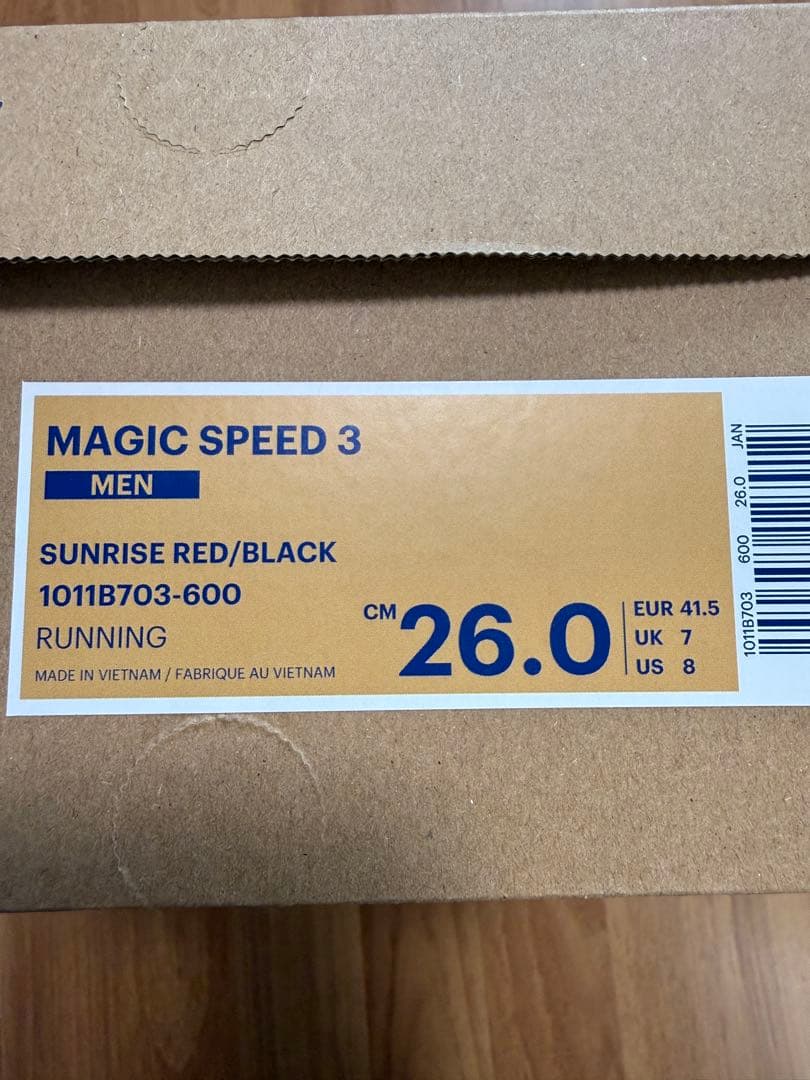 MAGIC SPEED 3
MEN
SUNRISE RED/BLACK
1011B703-600
RUNNING
MADE IN VIETNAM / FABRIQUE AU VIETNAM
CM 26.0
EUR 41.5
UK 7
US 8
1011B703 600 26.0 JAN